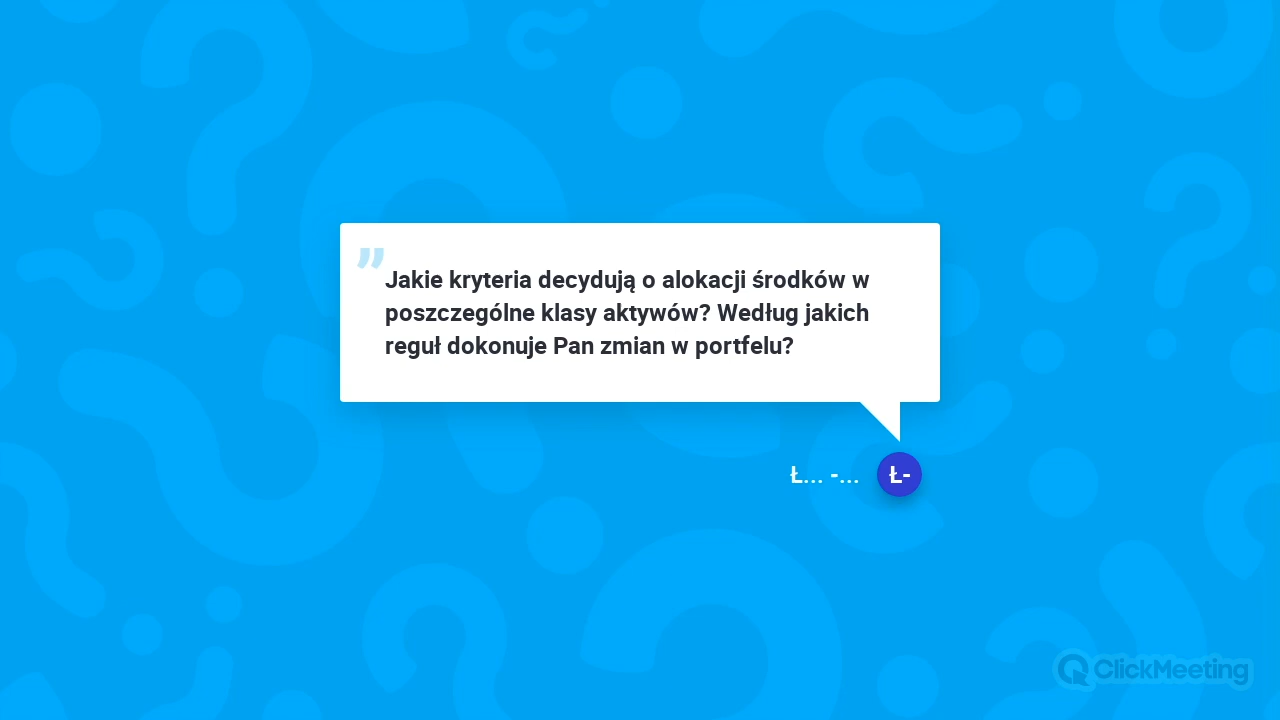 ”
Jakie kryteria decydują o alokacji środków w
poszczególne klasy aktywów? Według jakich
reguł dokonuje Pan zmian w portfelu?
Ł... -...
Ł-
ClickMeeting